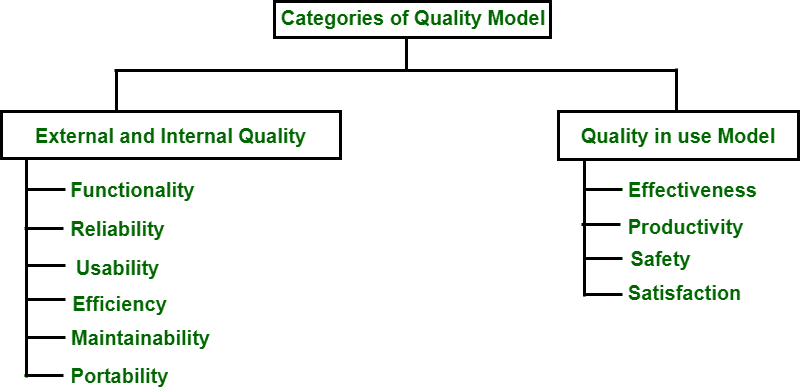 Categories of Quality Model
External and Internal Quality
Functionality
Reliability
Usability
Efficiency
Maintainability
Portability
Quality in use Model
Effectiveness
Productivity
Safety
Satisfaction